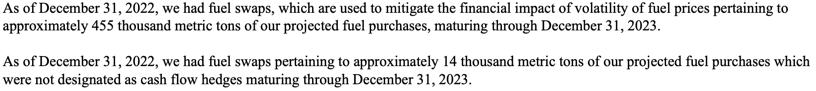 As of December 31, 2022, we had fuel swaps, which are used to mitigate the financial impact of volatility of fuel prices pertaining to
approximately 455 thousand metric tons of our projected fuel purchases, maturing through December 31, 2023.
As of December 31, 2022, we had fuel swaps pertaining to approximately 14 thousand metric tons of our projected fuel purchases which
were not designated as cash flow hedges maturing through December 31, 2023.